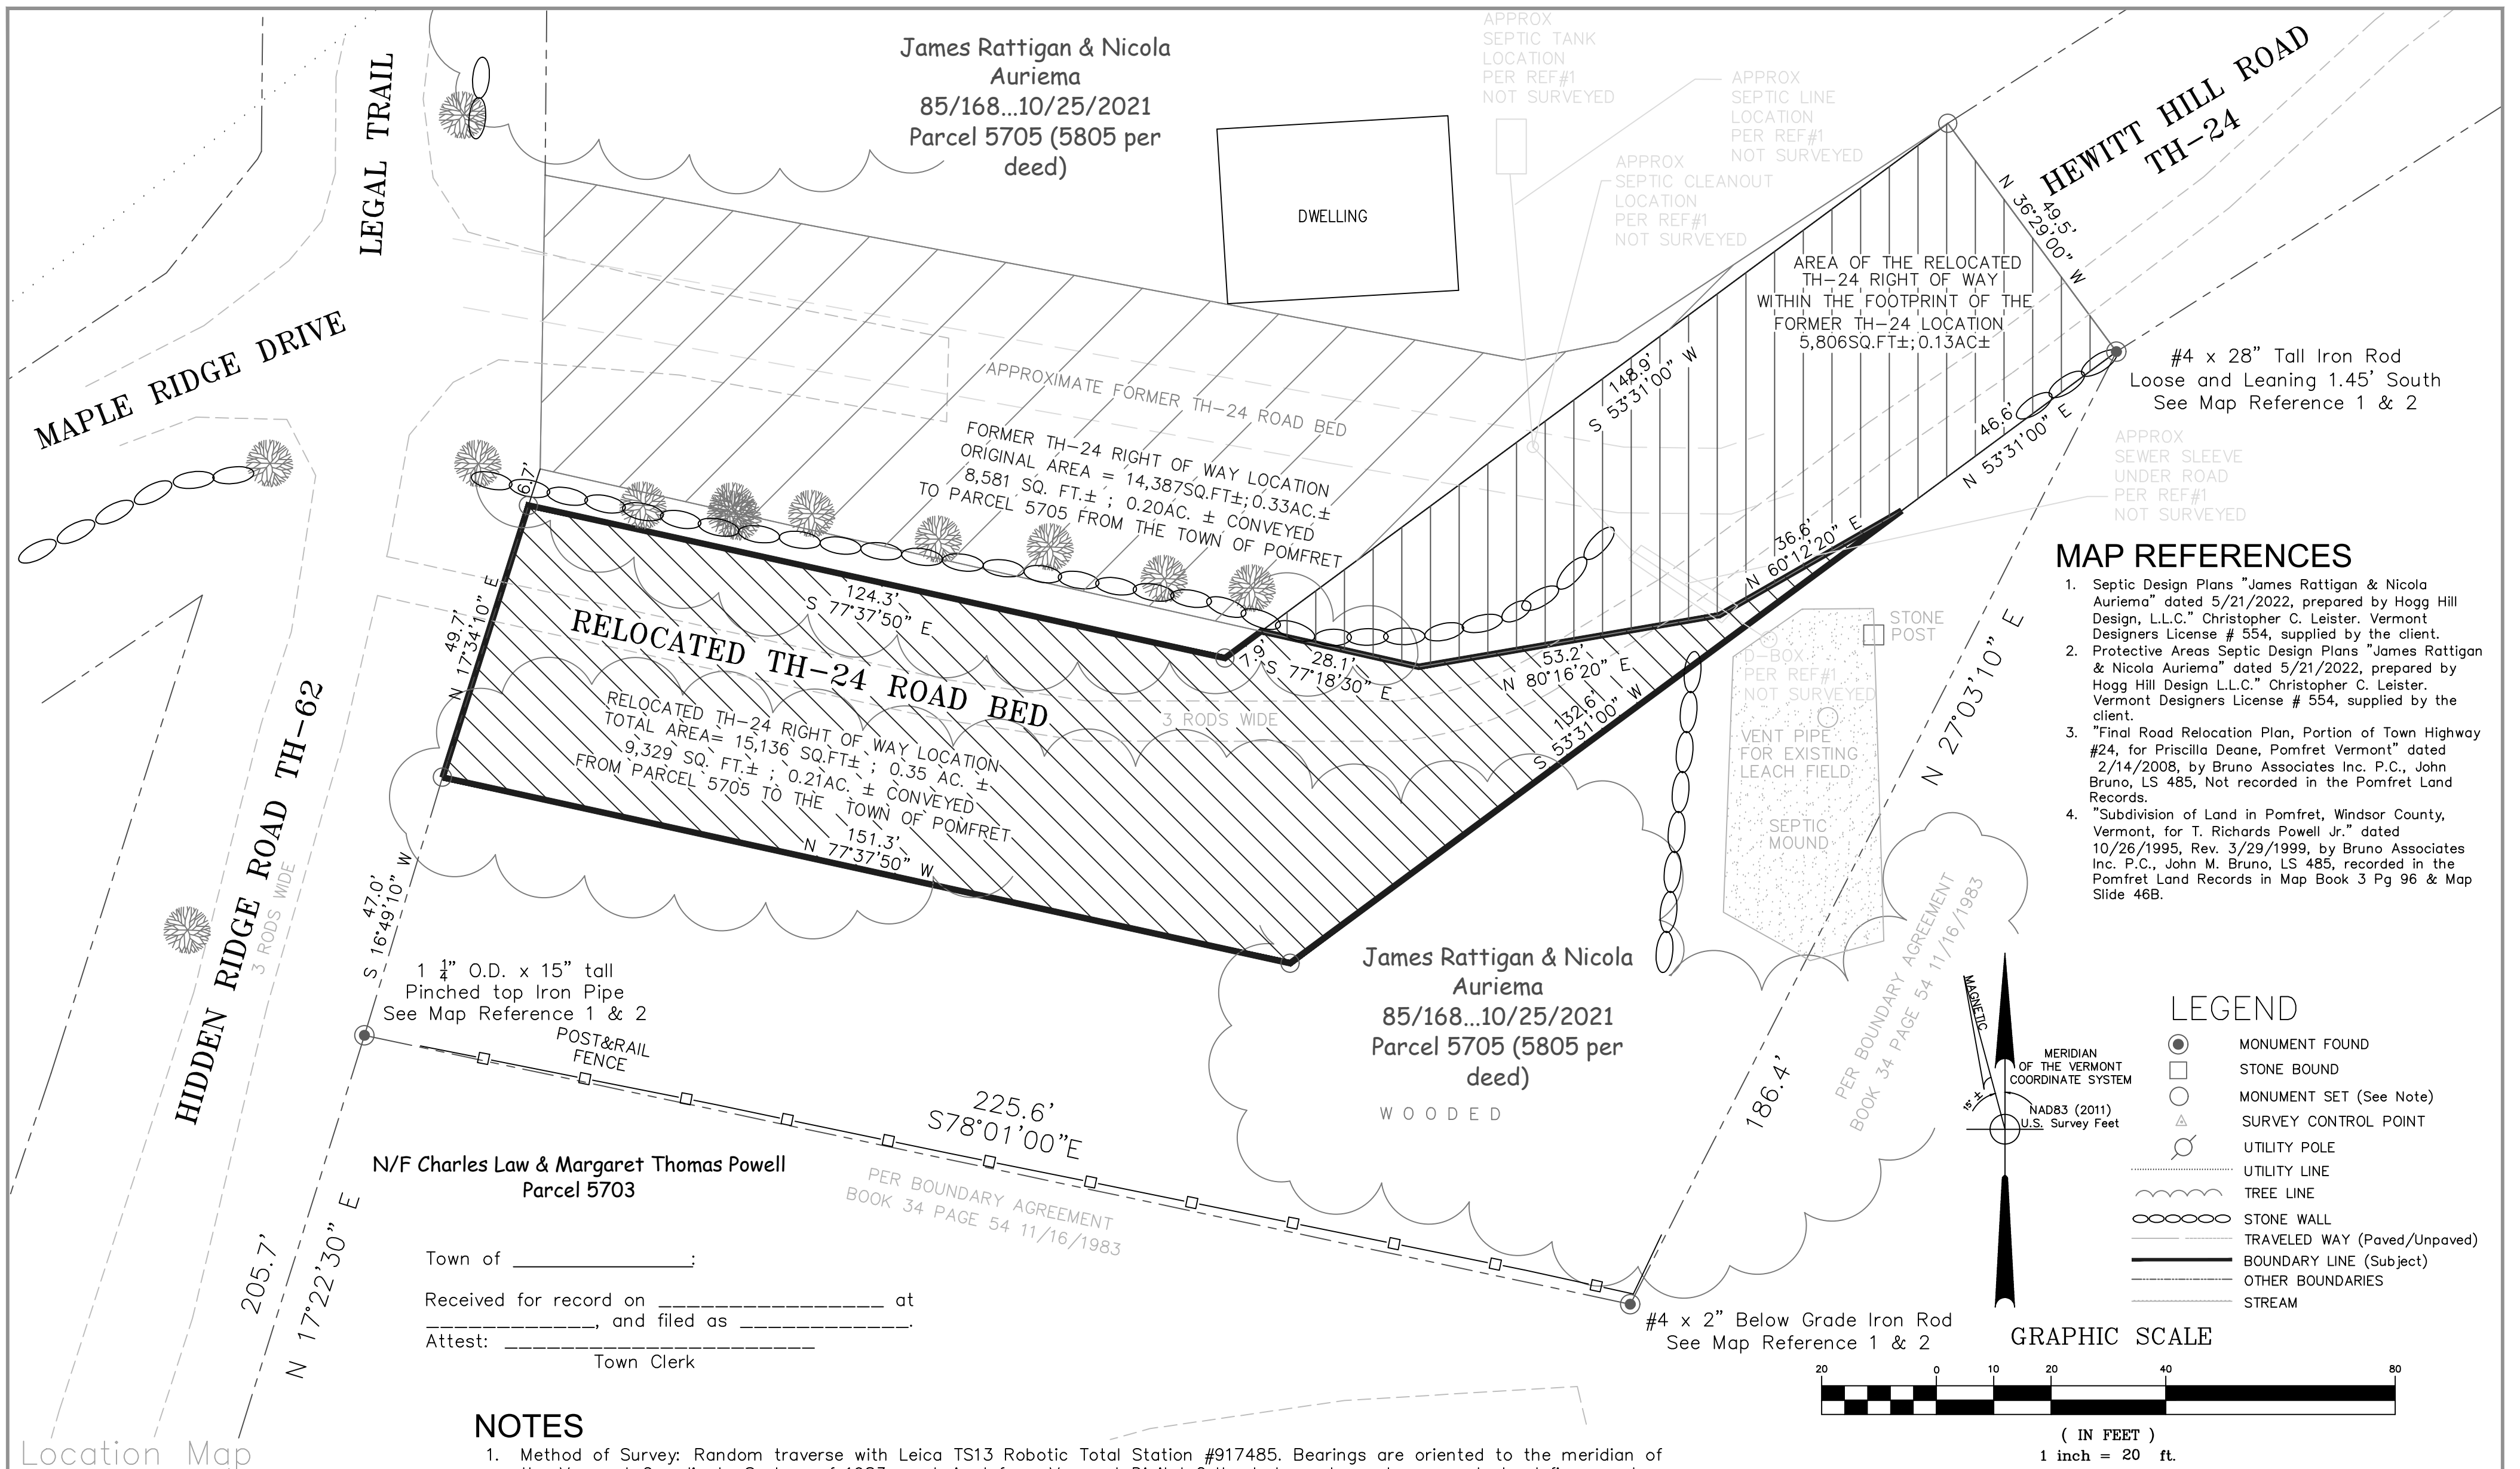 James Rattigan & Nicola
Auriema
85/168...10/25/2021
Parcel 5705 (5805 per
deed)
APPROX
SEPTIC TANK
LOCATION
PER REF#1
NOT SURVEYED
APPROX
SEPTIC LINE
LOCATION
PER REF#1
NOT SURVEYED
APPROX
SEPTIC CLEANOUT
LOCATION
PER REF#1
NOT SURVEYED
HEWITT HILL ROAD
TH-24
LEGAL TRAIL
MAPLE RIDGE DRIVE
DWELLING
N 36°29'00" W
49.5'
AREA OF THE RELOCATED
TH-24 RIGHT OF WAY
WITHIN THE FOOTPRINT OF THE
FORMER TH-24 LOCATION
5,806SQ.FT±;0.13AC±
#4 x 28" Tall Iron Rod
Loose and Leaning 1.45' South
See Map Reference 1 & 2
148.9'
S 53°31'00" W
46.6'
N 53°31'00" E
APPROXIMATE FORMER TH-24 ROAD BED
FORMER TH-24 RIGHT OF WAY LOCATION
ORIGINAL AREA = 14,387SQ.FT±;0.33AC.±
8,581 SQ. FT.± ; 0.20AC. ± CONVEYED
TO PARCEL 5705 FROM THE TOWN OF POMFRET
APPROX
SEWER SLEEVE
UNDER ROAD
PER REF#1
NOT SURVEYED
6.7'
36.6'
N 60°12'20" E
49.7'
N 17°34'10" E
124.3'
S 77°37'50" E
RELOCATED TH-24 ROAD BED
7.9'
28.1'
S 77°18'30" E
53.2'
N 80°16'20" E
132.6'
S 53°31'00" W
3 RODS WIDE
RELOCATED TH-24 RIGHT OF WAY LOCATION
TOTAL AREA= 15,136 SQ.FT± ; 0.35 AC. ±
9,329 SQ. FT.± ; 0.21AC. ± CONVEYED
FROM PARCEL 5705 TO THE TOWN OF POMFRET
151.3'
N 77°37'50" W
STONE
POST
D-BOX
PER REF#1
NOT SURVEYED
VENT PIPE
FOR EXISTING
LEACH FIELD
SEPTIC
MOUND
N 27°03'10" E
186.4'
PER BOUNDARY AGREEMENT
BOOK 34 PAGE 54 11/16/1983
MAP REFERENCES
1. Septic Design Plans "James Rattigan & Nicola
Auriema" dated 5/21/2022, prepared by Hogg Hill
Design, L.L.C." Christopher C. Leister. Vermont
Designers License # 554, supplied by the client.
2. Protective Areas Septic Design Plans "James Rattigan
& Nicola Auriema" dated 5/21/2022, prepared by
Hogg Hill Design L.L.C." Christopher C. Leister.
Vermont Designers License # 554, supplied by the
client.
3. "Final Road Relocation Plan, Portion of Town Highway
#24, for Priscilla Deane, Pomfret Vermont" dated
2/14/2008, by Bruno Associates Inc. P.C., John
Bruno, LS 485, Not recorded in the Pomfret Land
Records.
4. "Subdivision of Land in Pomfret, Windsor County,
Vermont, for T. Richards Powell Jr." dated
10/26/1995, Rev. 3/29/1999, by Bruno Associates
Inc. P.C., John M. Bruno, LS 485, recorded in the
Pomfret Land Records in Map Book 3 Pg 96 & Map
Slide 46B.
HIDDEN RIDGE ROAD TH-62
3 RODS WIDE
47.0'
S 16°49'10" W
1 1/4" O.D. x 15" tall
Pinched top Iron Pipe
See Map Reference 1 & 2
POST&RAIL
FENCE
James Rattigan & Nicola
Auriema
85/168...10/25/2021
Parcel 5705 (5805 per
deed)
WOODED
225.6'
S78°01'00"E
PER BOUNDARY AGREEMENT
BOOK 34 PAGE 54 11/16/1983
N/F Charles Law & Margaret Thomas Powell
Parcel 5703
205.7'
N 17°22'30" E
Town of ________________:
Received for record on ________________ at
____________, and filed as ____________.
Attest: ______________________
Town Clerk
#4 x 2" Below Grade Iron Rod
See Map Reference 1 & 2
MAGNETIC
15°±
MERIDIAN
OF THE VERMONT
COORDINATE SYSTEM
NAD83 (2011)
U.S. Survey Feet
LEGEND
MONUMENT FOUND
STONE BOUND
MONUMENT SET (See Note)
SURVEY CONTROL POINT
UTILITY POLE
UTILITY LINE
TREE LINE
STONE WALL
TRAVELED WAY (Paved/Unpaved)
BOUNDARY LINE (Subject)
OTHER BOUNDARIES
STREAM
GRAPHIC SCALE
20 0 10 20 40 80
( IN FEET )
1 inch = 20 ft.
Location Map
NOTES
1. Method of Survey: Random traverse with Leica TS13 Robotic Total Station #917485. Bearings are oriented to the meridian of